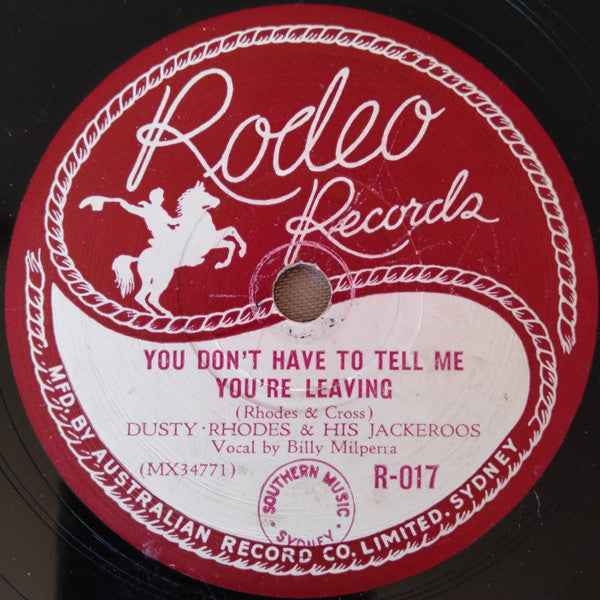 Rodeo
Records
YOU DON'T HAVE TO TELL ME
YOU'RE LEAVING
(Rhodes & Cross)
DUSTY RHODES & HIS JACKEROOS
Vocal by Billy Milperra
(MX34771)
R-017
SOUTHERN MUSIC
SYDNEY
MFD. BY AUSTRALIAN RECORD CO. LIMITED. SYDNEY